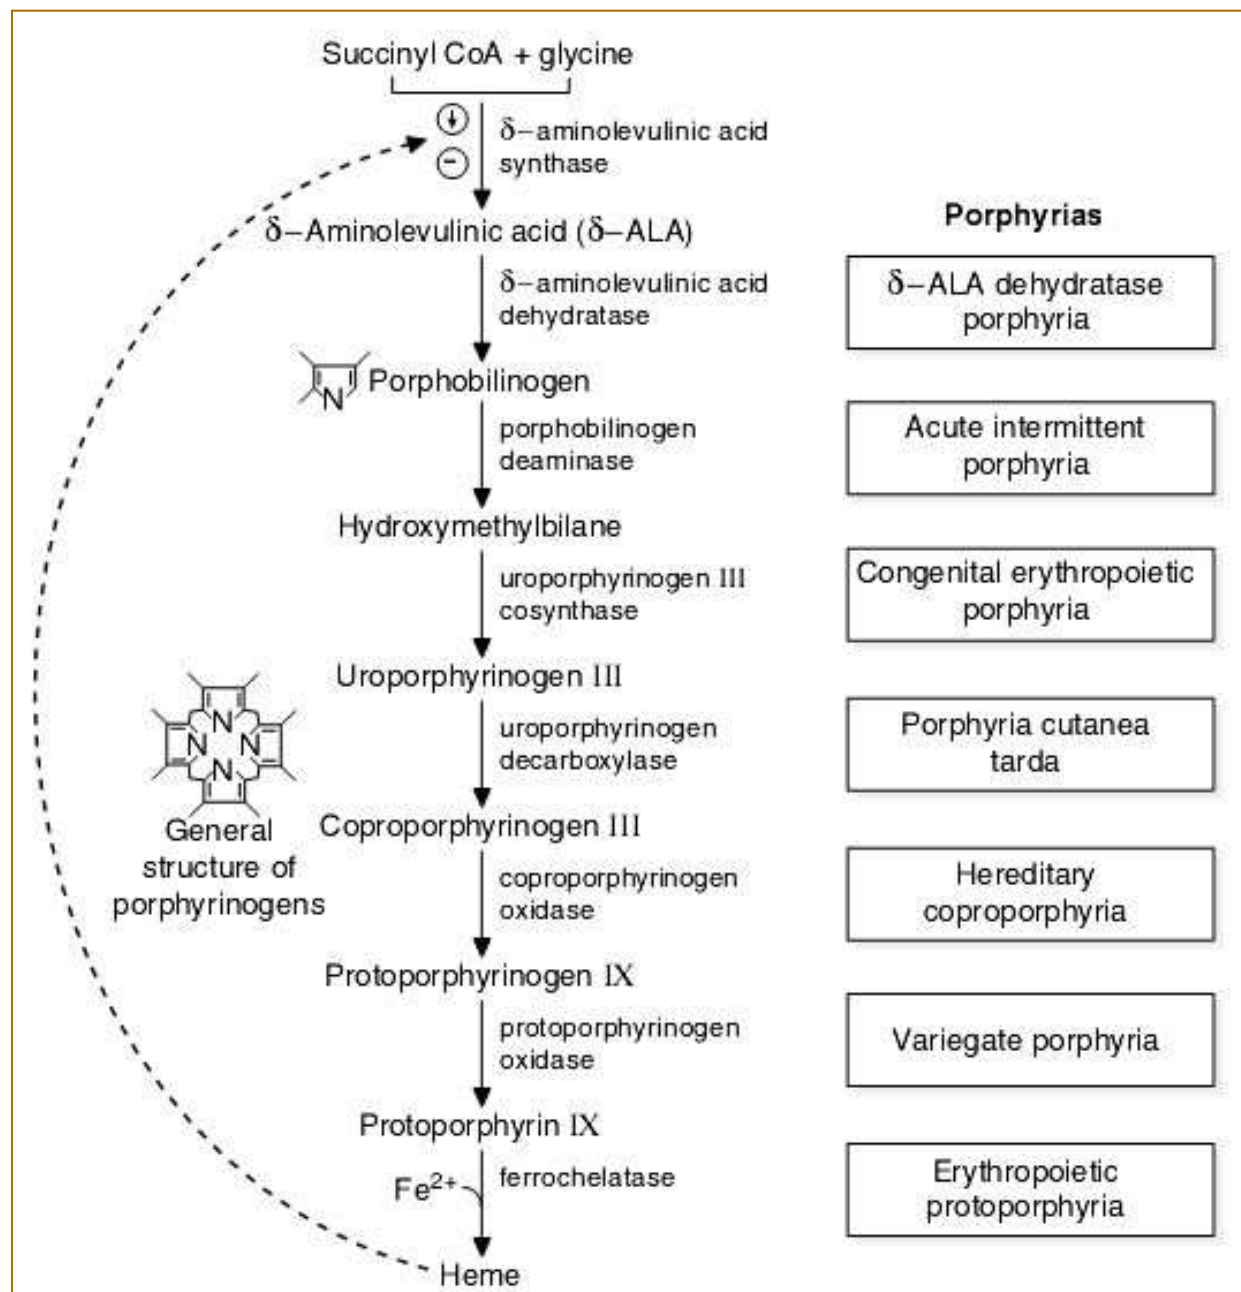 Succinyl CoA + glycine
δ–aminolevulinic acid
synthase
–
δ–Aminolevulinic acid (δ–ALA)
Porphyrias
δ–aminolevulinic acid
dehydratase
δ–ALA dehydratase
porphyria
N
Porphobilinogen
porphobilinogen
deaminase
Acute intermittent
porphyria
Hydroxymethylbilane
uroporphyrinogen III
cosynthase
Congenital erythropoietic
porphyria
Uroporphyrinogen III
N
N N
N
General
structure of
porphyrinogens
uroporphyrinogen
decarboxylase
Porphyria cutanea
tarda
Coproporphyrinogen III
coproporphyrinogen
oxidase
Hereditary
coproporphyria
Protoporphyrinogen IX
protoporphyrinogen
oxidase
Variegate porphyria
Protoporphyrin IX
Fe²⁺
ferrochelatase
Erythropoietic
protoporphyria
Heme